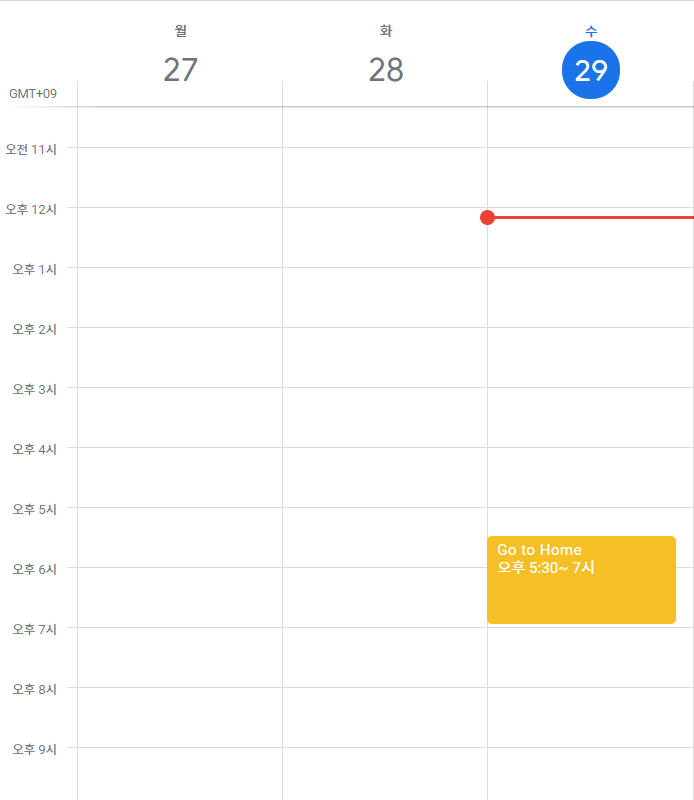 월 화 수
27 28 29
GMT+09
오전 11시
오후 12시
오후 1시
오후 2시
오후 3시
오후 4시
오후 5시
Go to Home
오후 5:30~ 7시
오후 6시
오후 7시
오후 8시
오후 9시